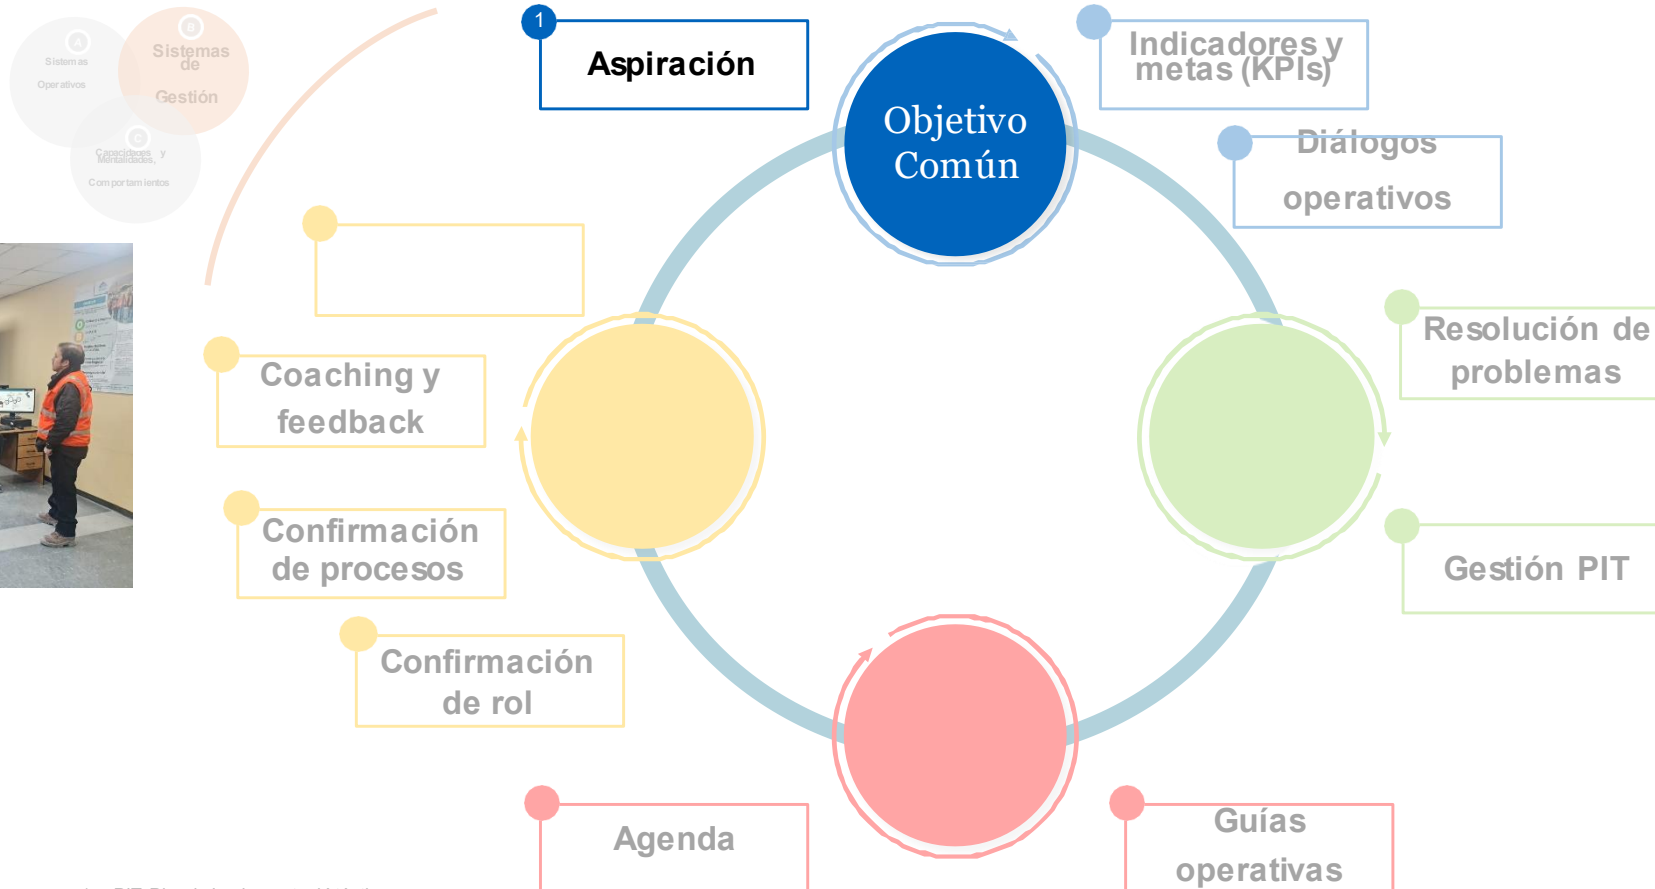 A
Sistemas
Operativos
B
Sistemas
de
Gestión
C
Capacidades y
Mentalidades,
Comportamientos
1
Aspiración
Objetivo
Común
Indicadores y
metas (KPIs)
Diálogos
operativos
Resolución de
problemas
Gestión PIT
Guías
operativas
Agenda
Confirmación
de rol
Confirmación
de procesos
Coaching y
feedback